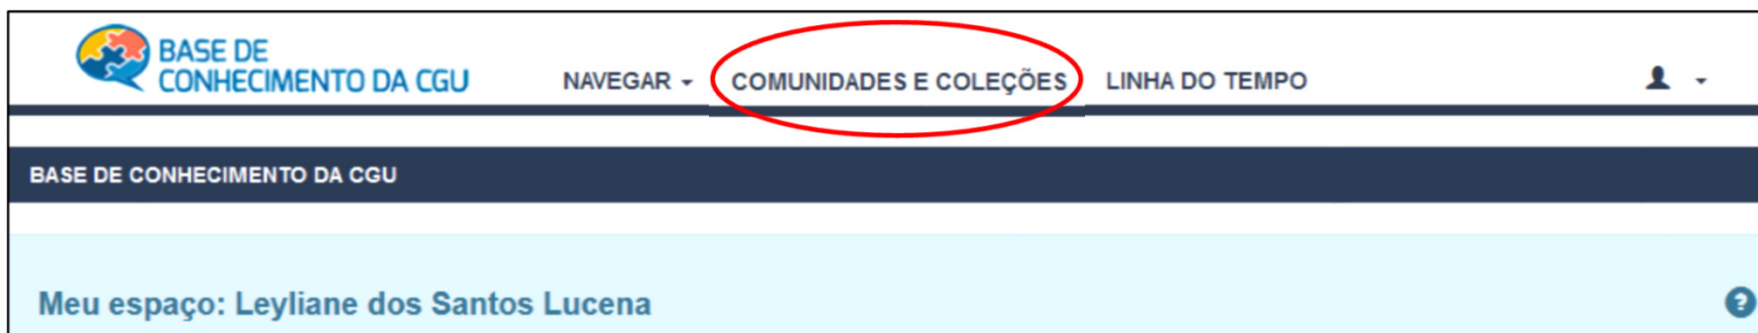 BASE DE
CONHECIMENTO DA CGU
NAVEGAR
COMUNIDADES E COLEÇÕES
LINHA DO TEMPO
BASE DE CONHECIMENTO DA CGU
Meu espaço: Leyliane dos Santos Lucena
?